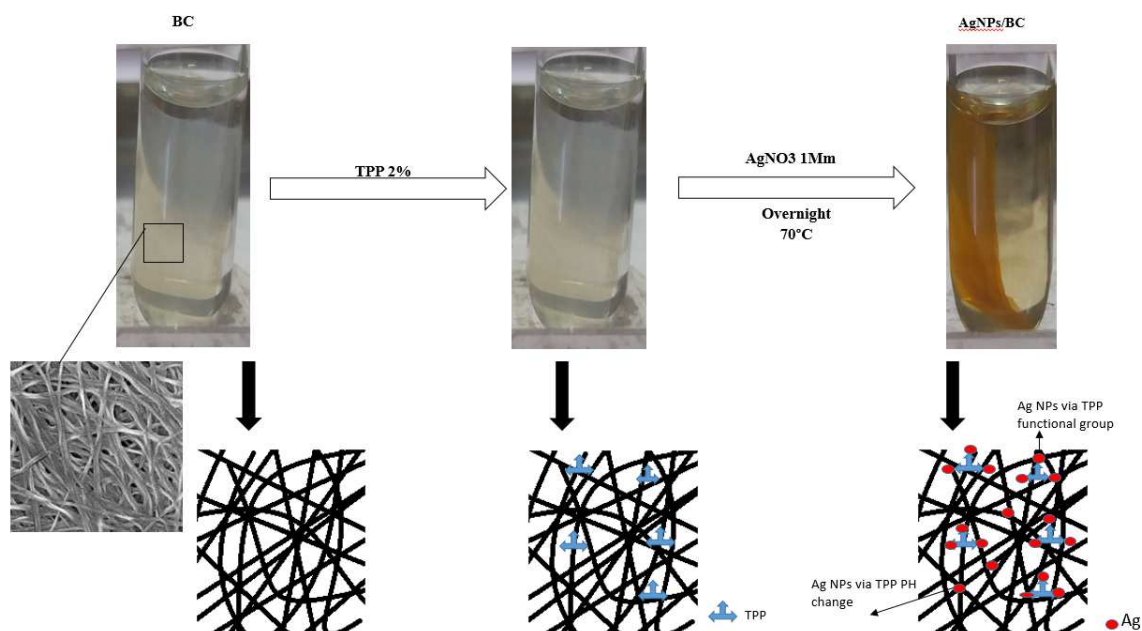 BC
AgNPs/BC
TPP 2%
AgNO3 1Mm
Overnight
70°C
Ag NPs via TPP
functional group
Ag NPs via TPP PH
change
TPP
Ag